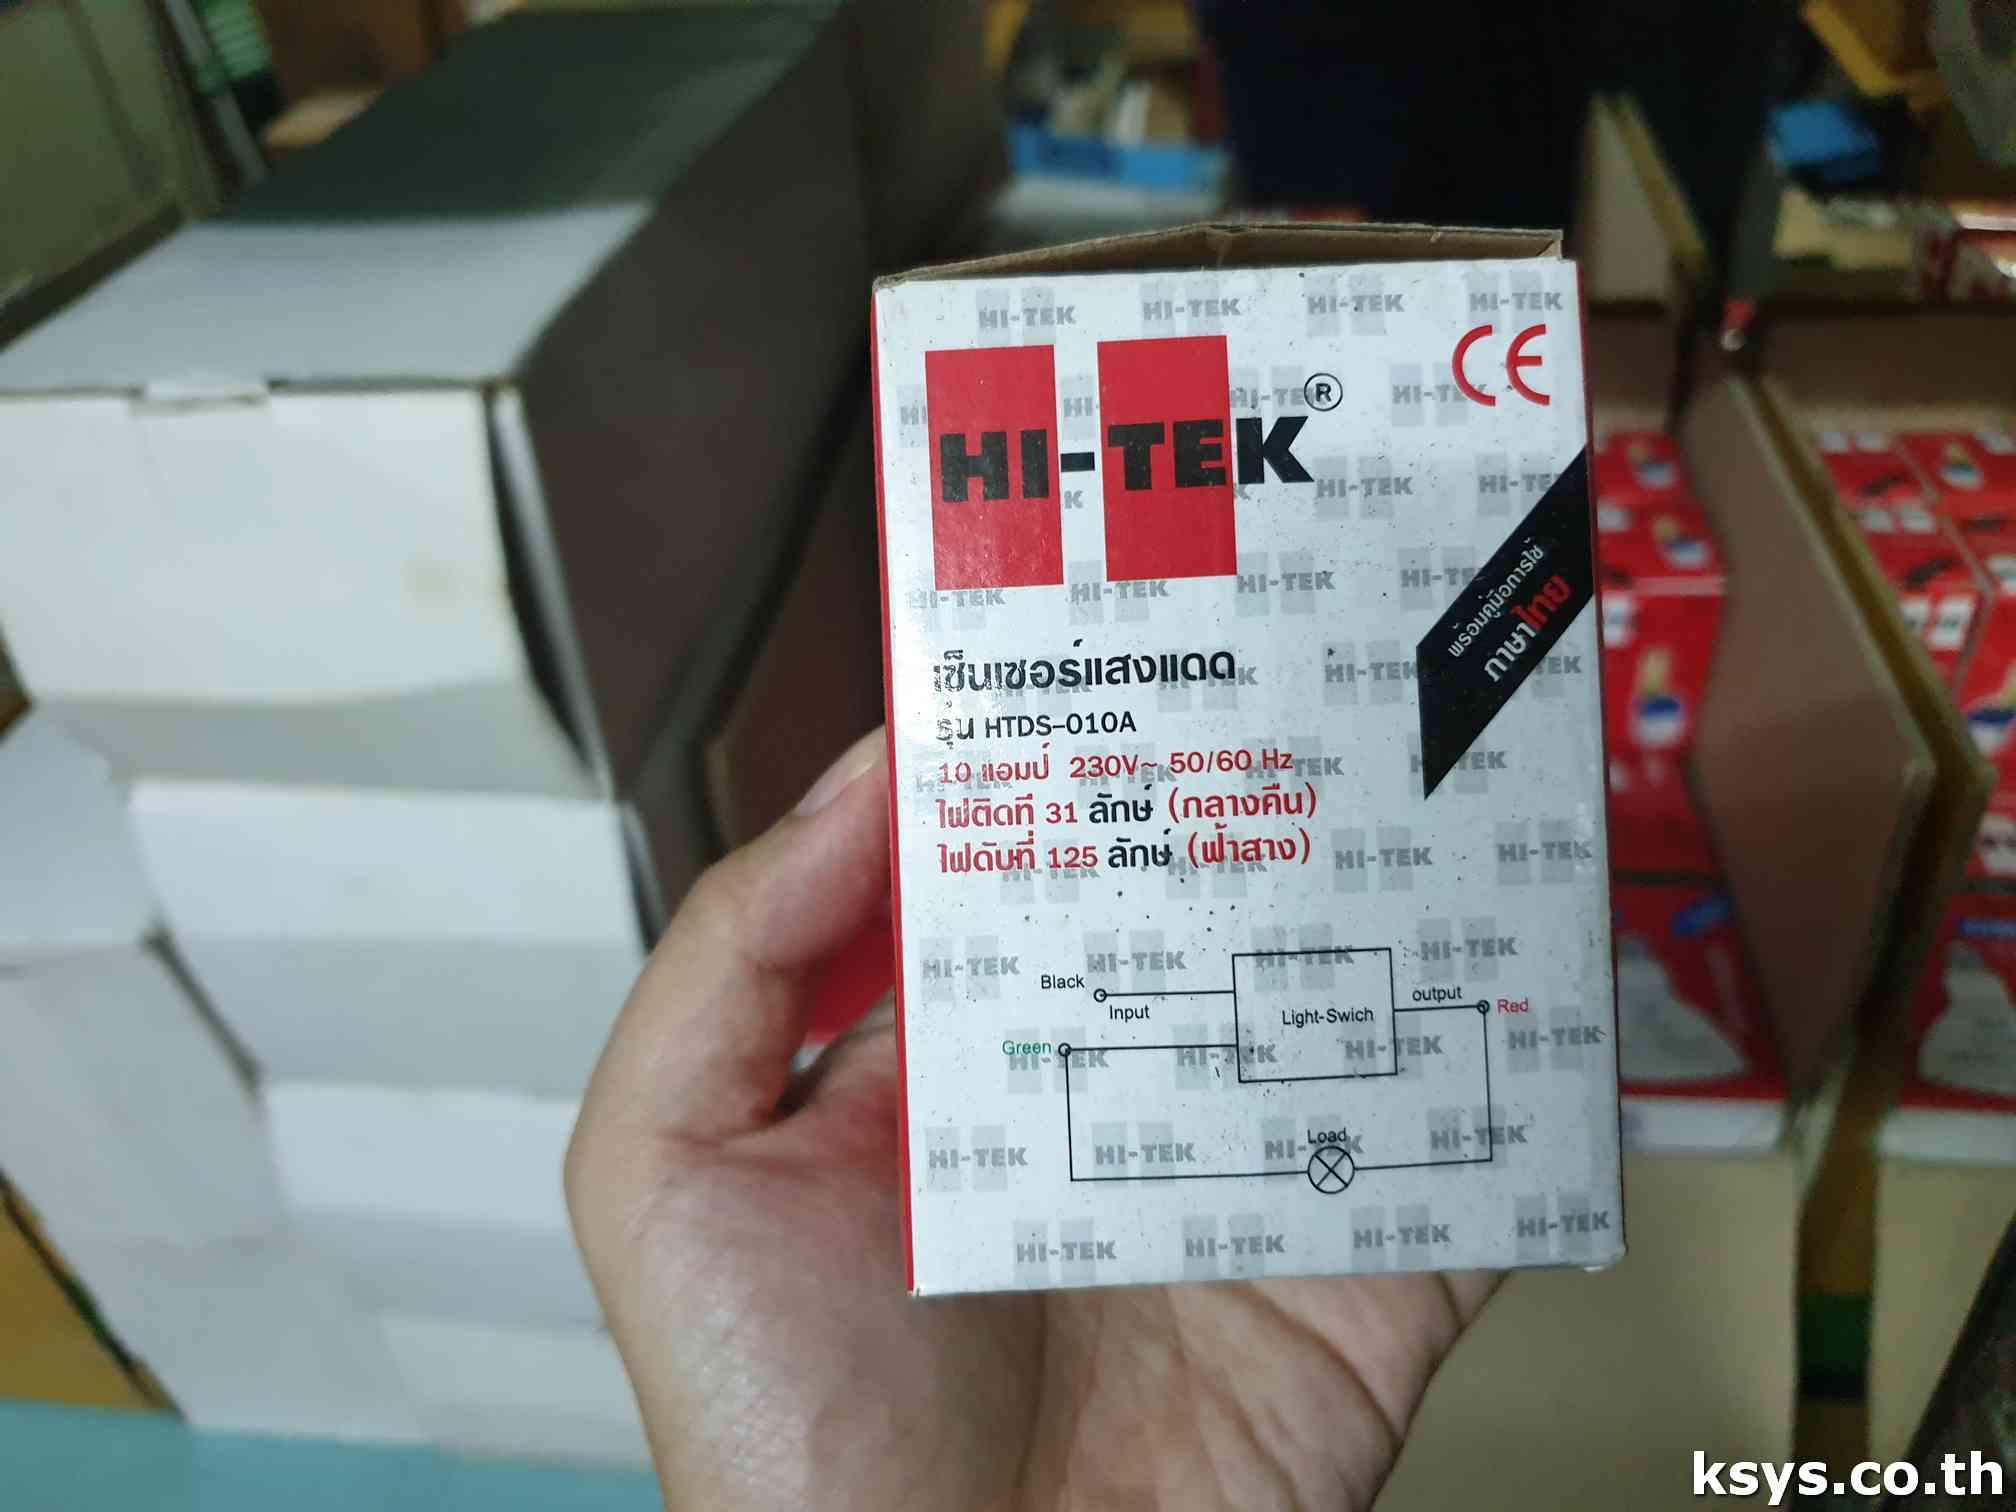 HI-TEK®
CE
พร้อมคู่มือการใช้
ภาษาไทย
เซ็นเซอร์แสงแดด
รุ่น HTDS-010A
10 แอมป์ 230V~ 50/60 Hz
ไฟติดที่ 31 ลักษ์ (กลางคืน)
ไฟดับที่ 125 ลักษ์ (ฟ้าสาง)
Black
Input
Green
Light-Swich
output
Red
Load
ksys.co.th